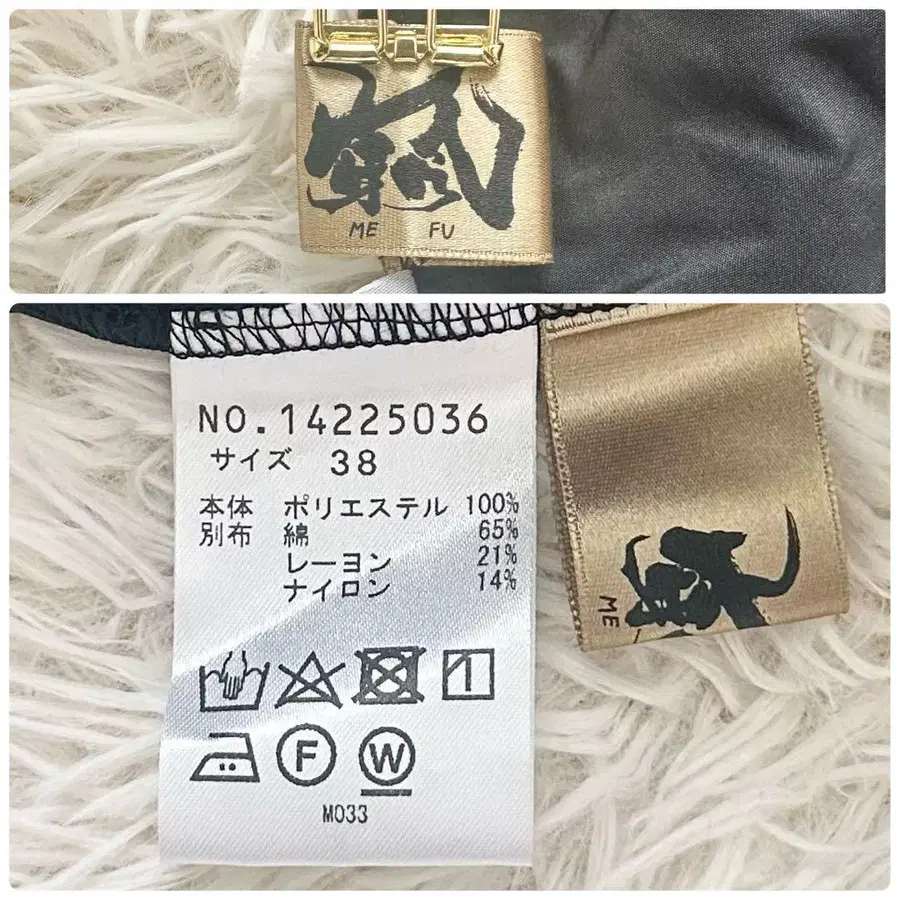 ME FU
NO.14225036
サイズ 38
本体 ポリエステル 100%
別布 綿 65%
レーヨン 21%
ナイロン 14%
F W
M033
ME